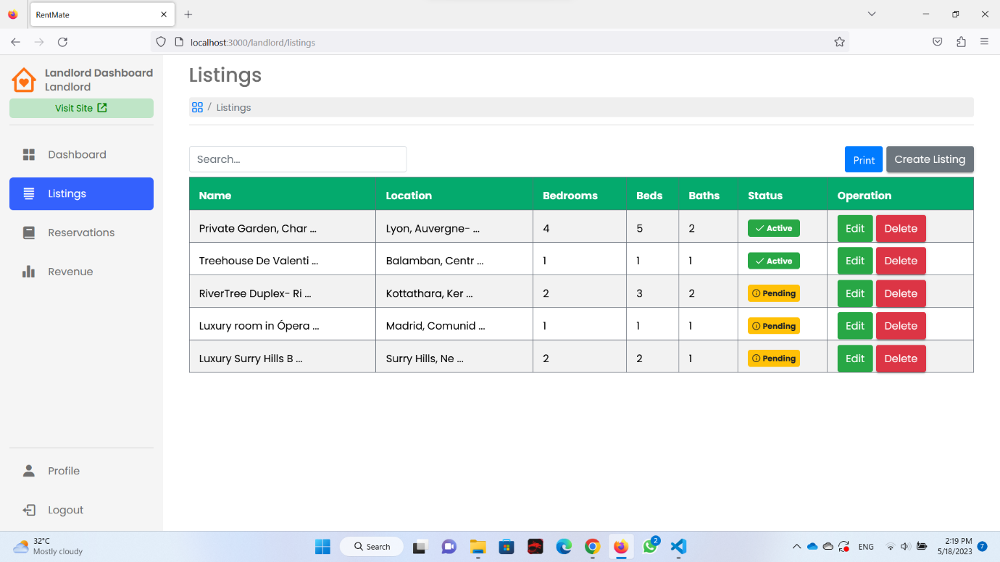 RentMate
localhost:3000/landlord/listings
Landlord Dashboard
Landlord
Visit Site
Dashboard
Listings
Reservations
Revenue
Profile
Logout
Listings
/ Listings
Search...
Print Create Listing
Name Location Bedrooms Beds Baths Status Operation
Private Garden, Char ... Lyon, Auvergne- ... 4 5 2 Active Edit Delete
Treehouse De Valenti ... Balamban, Centr ... 1 1 1 Active Edit Delete
RiverTree Duplex- Ri ... Kottathara, Ker ... 2 3 2 Pending Edit Delete
Luxury room in Ópera ... Madrid, Comunid ... 1 1 1 Pending Edit Delete
Luxury Surry Hills B ... Surry Hills, Ne ... 2 2 1 Pending Edit Delete
32°C
Mostly cloudy
Search
2
ENG
2:19 PM
5/18/2023
7